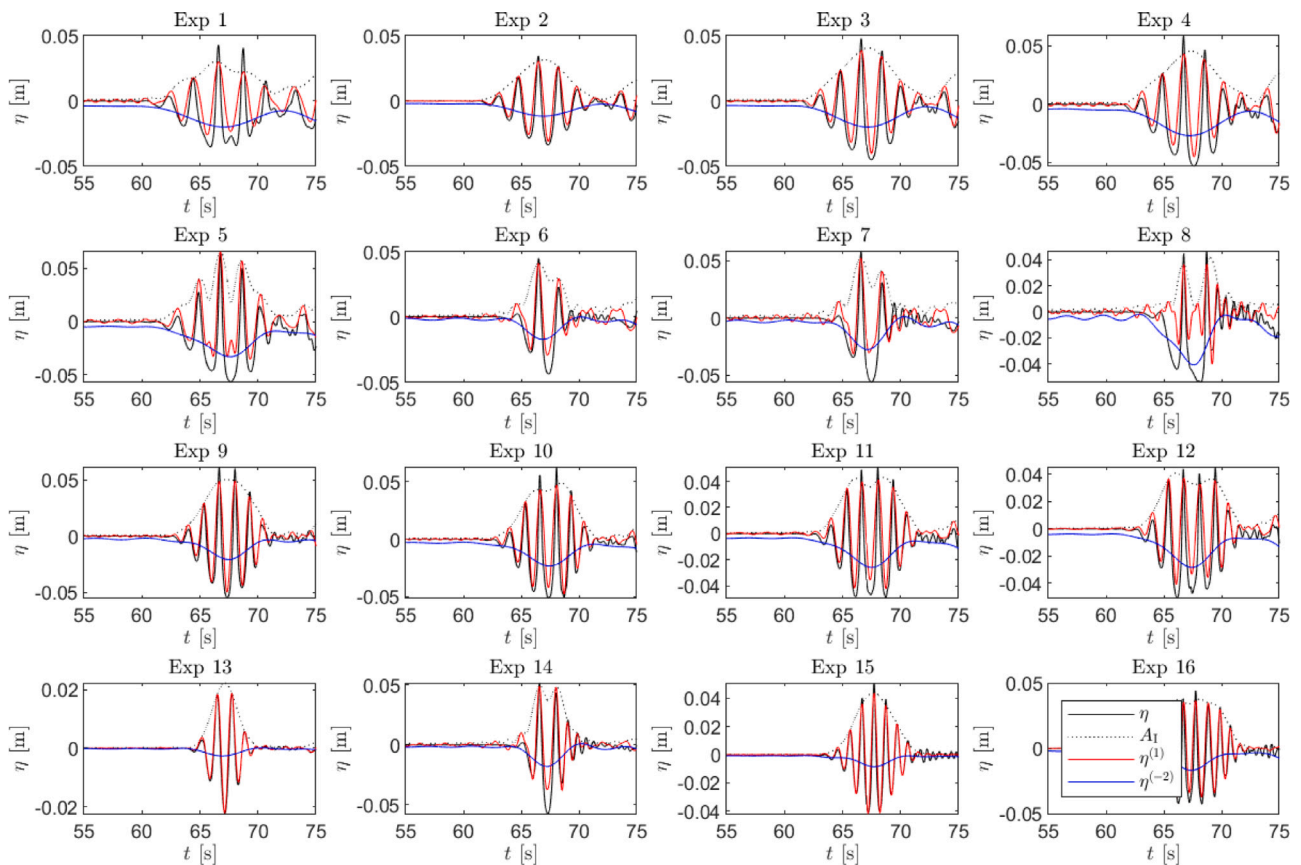 Exp 1 Exp 2 Exp 3 Exp 4
0.05 0.05 0.05 0.05
η [m] η [m] η [m] η [m]
0 0 0 0
-0.05 -0.05 -0.05 -0.05
55 60 65 70 75 55 60 65 70 75 55 60 65 70 75 55 60 65 70 75
t [s] t [s] t [s] t [s]
Exp 5 Exp 6 Exp 7 Exp 8
0.05 0.05 0.05 0.04
0.02
η [m] η [m] η [m] η [m]
0 0 0 0
-0.02
-0.04
-0.05 -0.05 -0.05
55 60 65 70 75 55 60 65 70 75 55 60 65 70 75 55 60 65 70 75
t [s] t [s] t [s] t [s]
Exp 9 Exp 10 Exp 11 Exp 12
0.05 0.05 0.04 0.04
0.02 0.02
η [m] η [m] η [m] η [m]
0 0 0 0
-0.02 -0.02
-0.05 -0.05 -0.04 -0.04
55 60 65 70 75 55 60 65 70 75 55 60 65 70 75 55 60 65 70 75
t [s] t [s] t [s] t [s]
Exp 13 Exp 14 Exp 15 Exp 16
0.02 0.05 0.04 0.05
0.02
η [m] η [m] η [m] η [m]
0 0 0 0
-0.02
-0.02 -0.05 -0.04 0.05
η
A_I
η^(1)
η^(-2)
55 60 65 70 75 55 60 65 70 75 55 60 65 70 75 55 60 65 70 75
t [s] t [s] t [s] t [s]